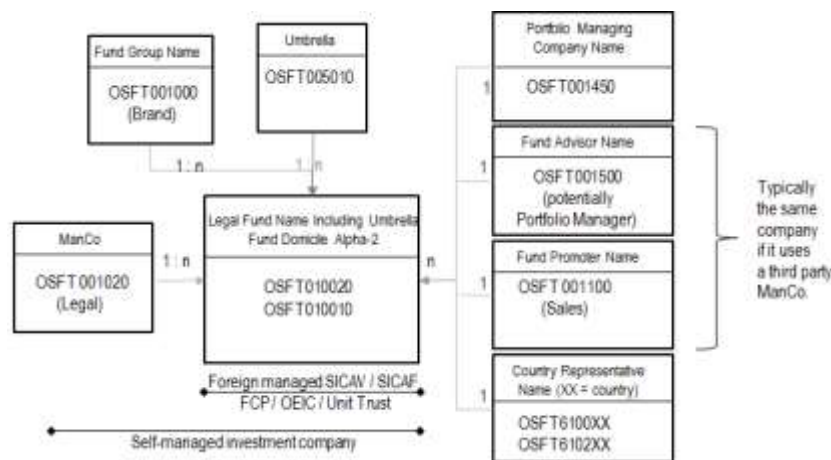 Fund Group Name
OSFT001000
(Brand)
Umbrella
OSFT005010
1 : n
1 : n
Legal Fund Name Including Umbrella
Fund Domicile Alpha-2
OSFT010020
OSFT010010
ManCo
OSFT001020
(Legal)
1 : n
Foreign managed SICAV / SICAF
FCP / OEIC / Unit Trust
Self-managed investment company
n
1
Portfolio Managing
Company Name
OSFT001450
1
Fund Advisor Name
OSFT001500
(potentially
Portfolio Manager)
1
Fund Promoter Name
OSFT 001100
(Sales)
1
Country Representative
Name (XX = country)
OSFT6100XX
OSFT6102XX
Typically
the same
company
if it uses
a third party
ManCo.